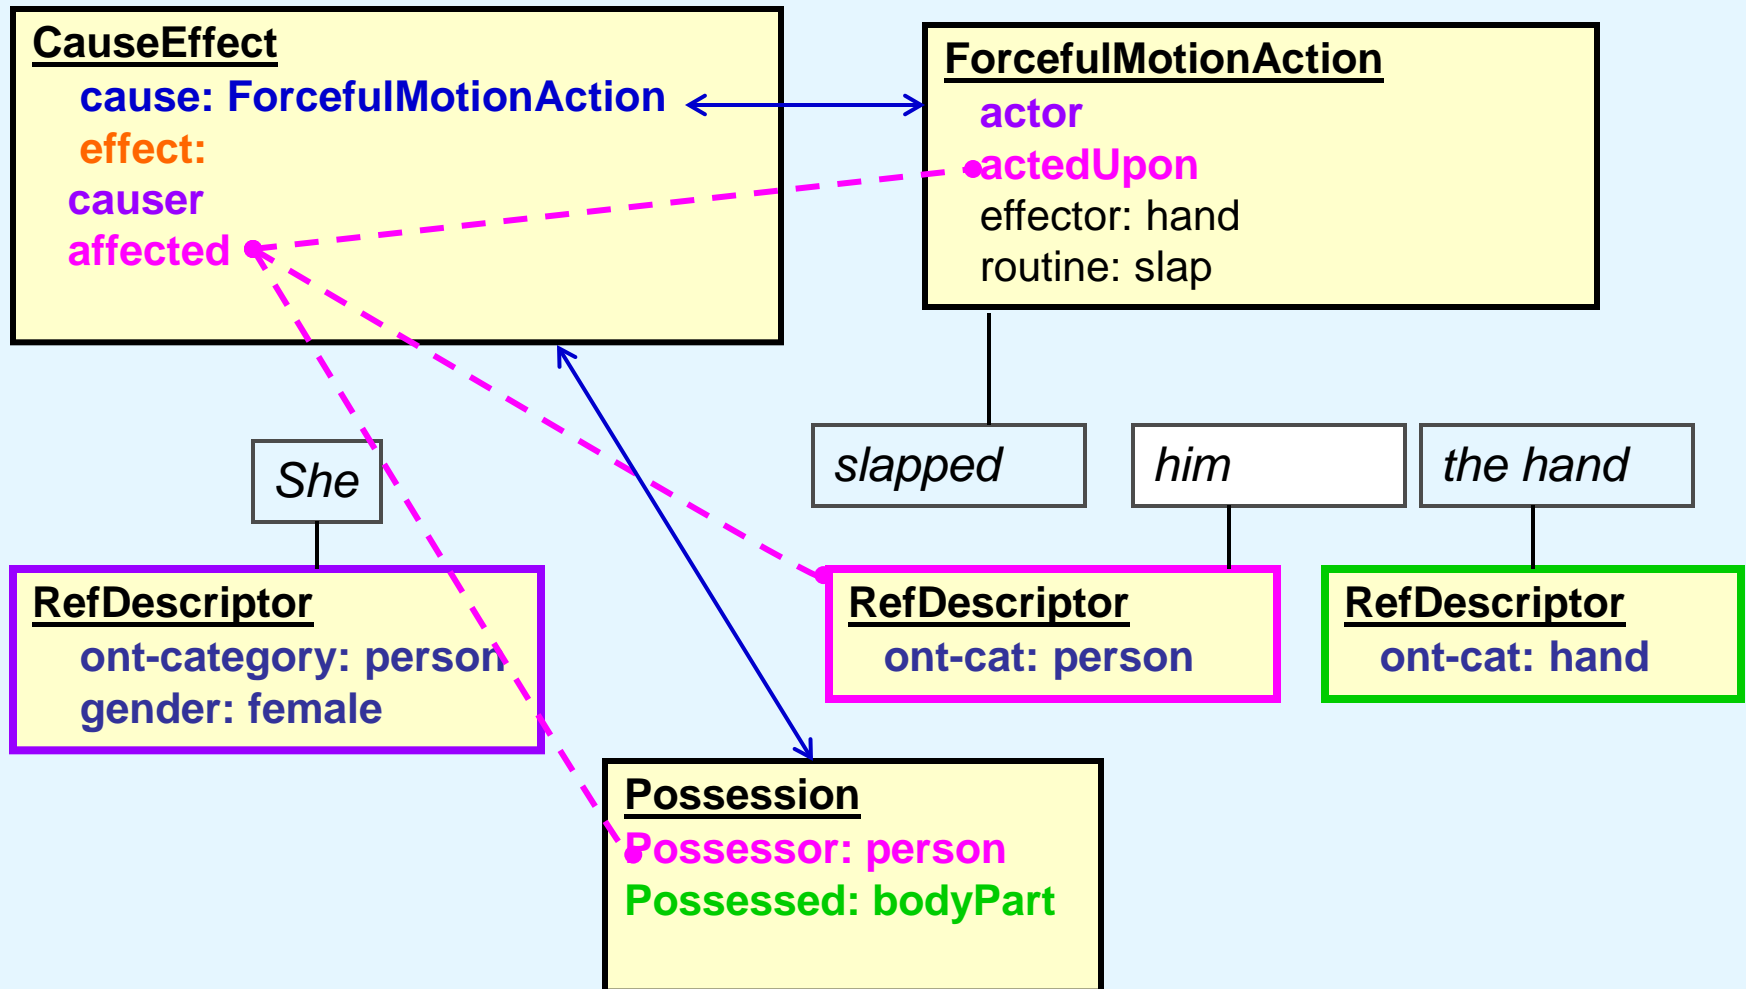 CauseEffect
cause: ForcefulMotionAction
effect:
causer
affected
ForcefulMotionAction
actor
actedUpon
effector: hand
routine: slap
She
slapped
him
the hand
RefDescriptor
ont-category: person
gender: female
RefDescriptor
ont-cat: person
RefDescriptor
ont-cat: hand
Possession
Possessor: person
Possessed: bodyPart